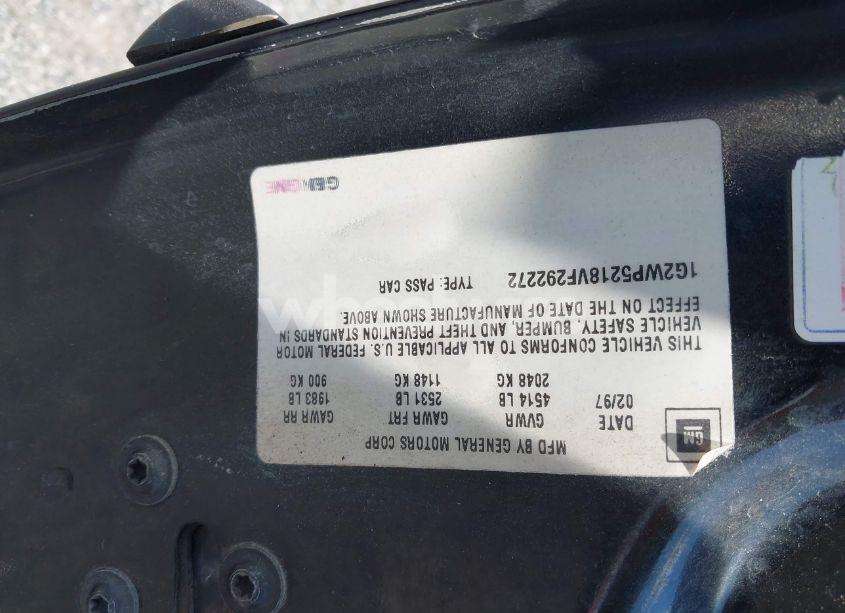 GM
MFD BY GENERAL MOTORS CORP
DATE GVWR GAWR FRT GAWR RR
02/97 4514 LB 2531 LB 1983 LB
2048 KG 1148 KG 900 KG
THIS VEHICLE CONFORMS TO ALL APPLICABLE U.S. FEDERAL MOTOR
VEHICLE SAFETY, BUMPER, AND THEFT PREVENTION STANDARDS IN
EFFECT ON THE DATE OF MANUFACTURE SHOWN ABOVE.
1G2WP5218VF292272 TYPE: PASS CAR